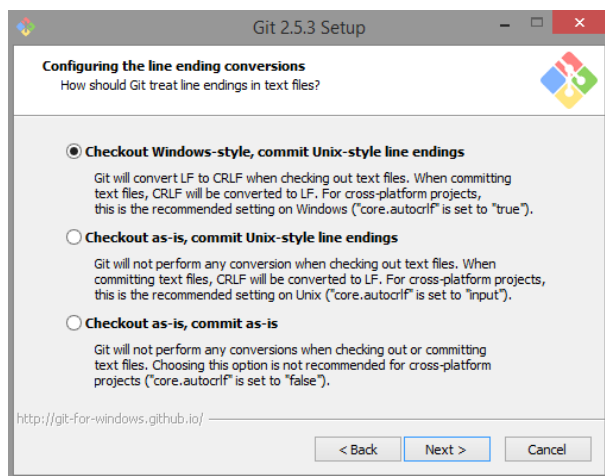 Git 2.5.3 Setup
Configuring the line ending conversions
How should Git treat line endings in text files?
Checkout Windows-style, commit Unix-style line endings
Git will convert LF to CRLF when checking out text files. When committing
text files, CRLF will be converted to LF. For cross-platform projects,
this is the recommended setting on Windows ("core.autocrlf" is set to "true").
Checkout as-is, commit Unix-style line endings
Git will not perform any conversion when checking out text files. When
committing text files, CRLF will be converted to LF. For cross-platform projects,
this is the recommended setting on Unix ("core.autocrlf" is set to "input").
Checkout as-is, commit as-is
Git will not perform any conversions when checking out or committing
text files. Choosing this option is not recommended for cross-platform
projects ("core.autocrlf" is set to "false").
http://git-for-windows.github.io/
< Back Next > Cancel